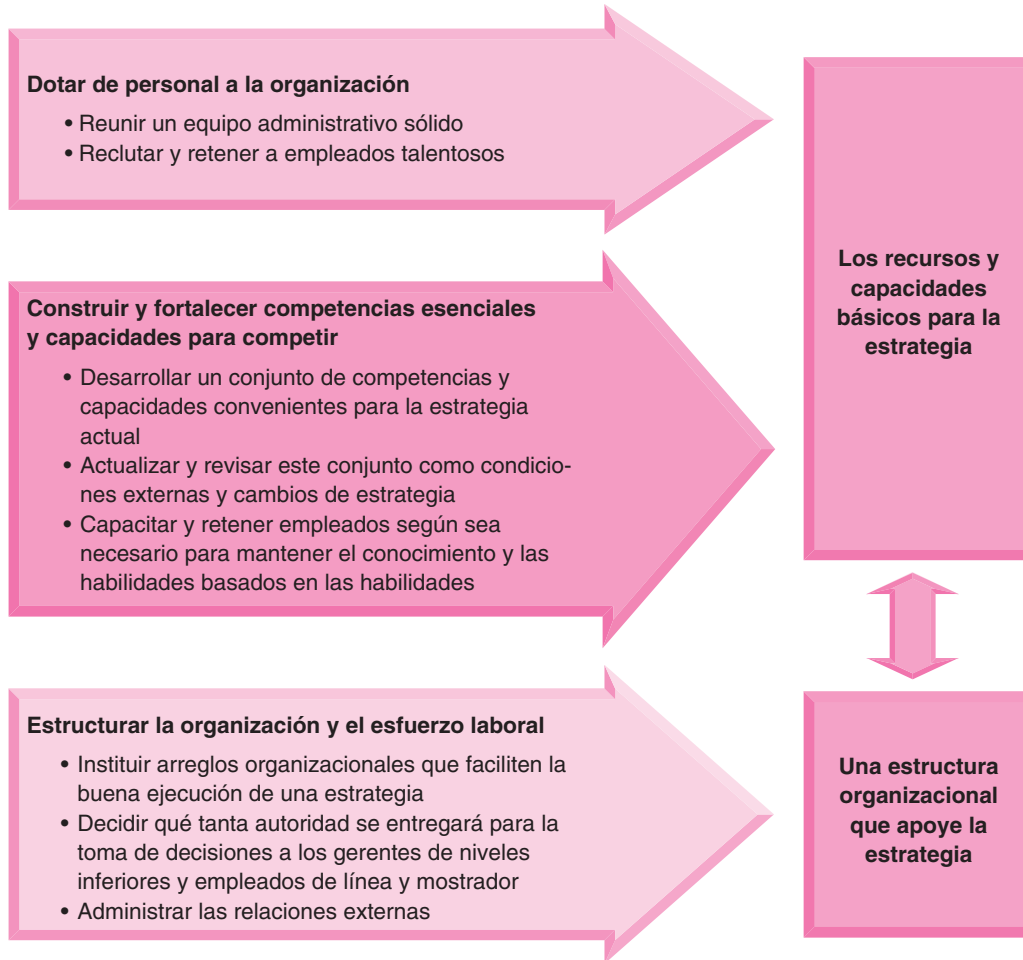 Dotar de personal a la organización
• Reunir un equipo administrativo sólido
• Reclutar y retener a empleados talentosos
Construir y fortalecer competencias esenciales
y capacidades para competir
• Desarrollar un conjunto de competencias y
capacidades convenientes para la estrategia
actual
• Actualizar y revisar este conjunto como condicio-
nes externas y cambios de estrategia
• Capacitar y retener empleados según sea
necesario para mantener el conocimiento y las
habilidades basados en las habilidades
Los recursos y
capacidades
básicos para la
estrategia
Estructurar la organización y el esfuerzo laboral
• Instituir arreglos organizacionales que faciliten la
buena ejecución de una estrategia
• Decidir qué tanta autoridad se entregará para la
toma de decisiones a los gerentes de niveles
inferiores y empleados de línea y mostrador
• Administrar las relaciones externas
Una estructura
organizacional
que apoye la
estrategia